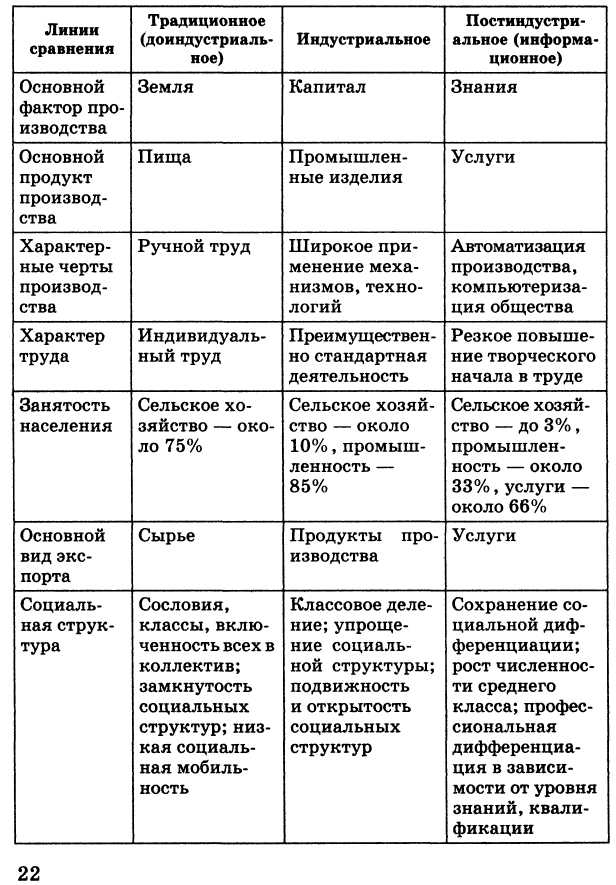 Линии
сравнения
Традиционное
(доиндустриаль-
ное)
Индустриальное
Постиндустри-
альное (информа-
ционное)
Основной
фактор про-
изводства
Земля
Капитал
Знания
Основной
продукт
производ-
ства
Пища
Промышлен-
ные изделия
Услуги
Характер-
ные черты
производ-
ства
Ручной труд
Широкое при-
менение меха-
низмов, техно-
логий
Автоматизация
производства,
компьютериза-
ция общества
Характер
труда
Индивидуаль-
ный труд
Преимуществен-
но стандартная
деятельность
Резкое повыше-
ние творческого
начала в труде
Занятость
населения
Сельское хо-
зяйство — око-
ло 75%
Сельское хозяй-
ство — около
10%, промыш-
ленность —
85%
Сельское хозяй-
ство — до 3%,
промышлен-
ность — около
33%, услуги —
около 66%
Основной
вид экс-
порта
Сырье
Продукты про-
изводства
Услуги
Социаль-
ная струк-
тура
Сословия,
классы, вклю-
ченность всех в
коллектив;
замкнутость
социальных
структур; низ-
кая социаль-
ная мобиль-
ность
Классовое деле-
ние; упроще-
ние социаль-
ной структуры;
подвижность
и открытость
социальных
структур
Сохранение со-
циальной диф-
ференциации;
рост численнос-
ти среднего
класса; профес-
сиональная
дифференциа-
ция в зависи-
мости от уровня
знаний, квали-
фикации
22